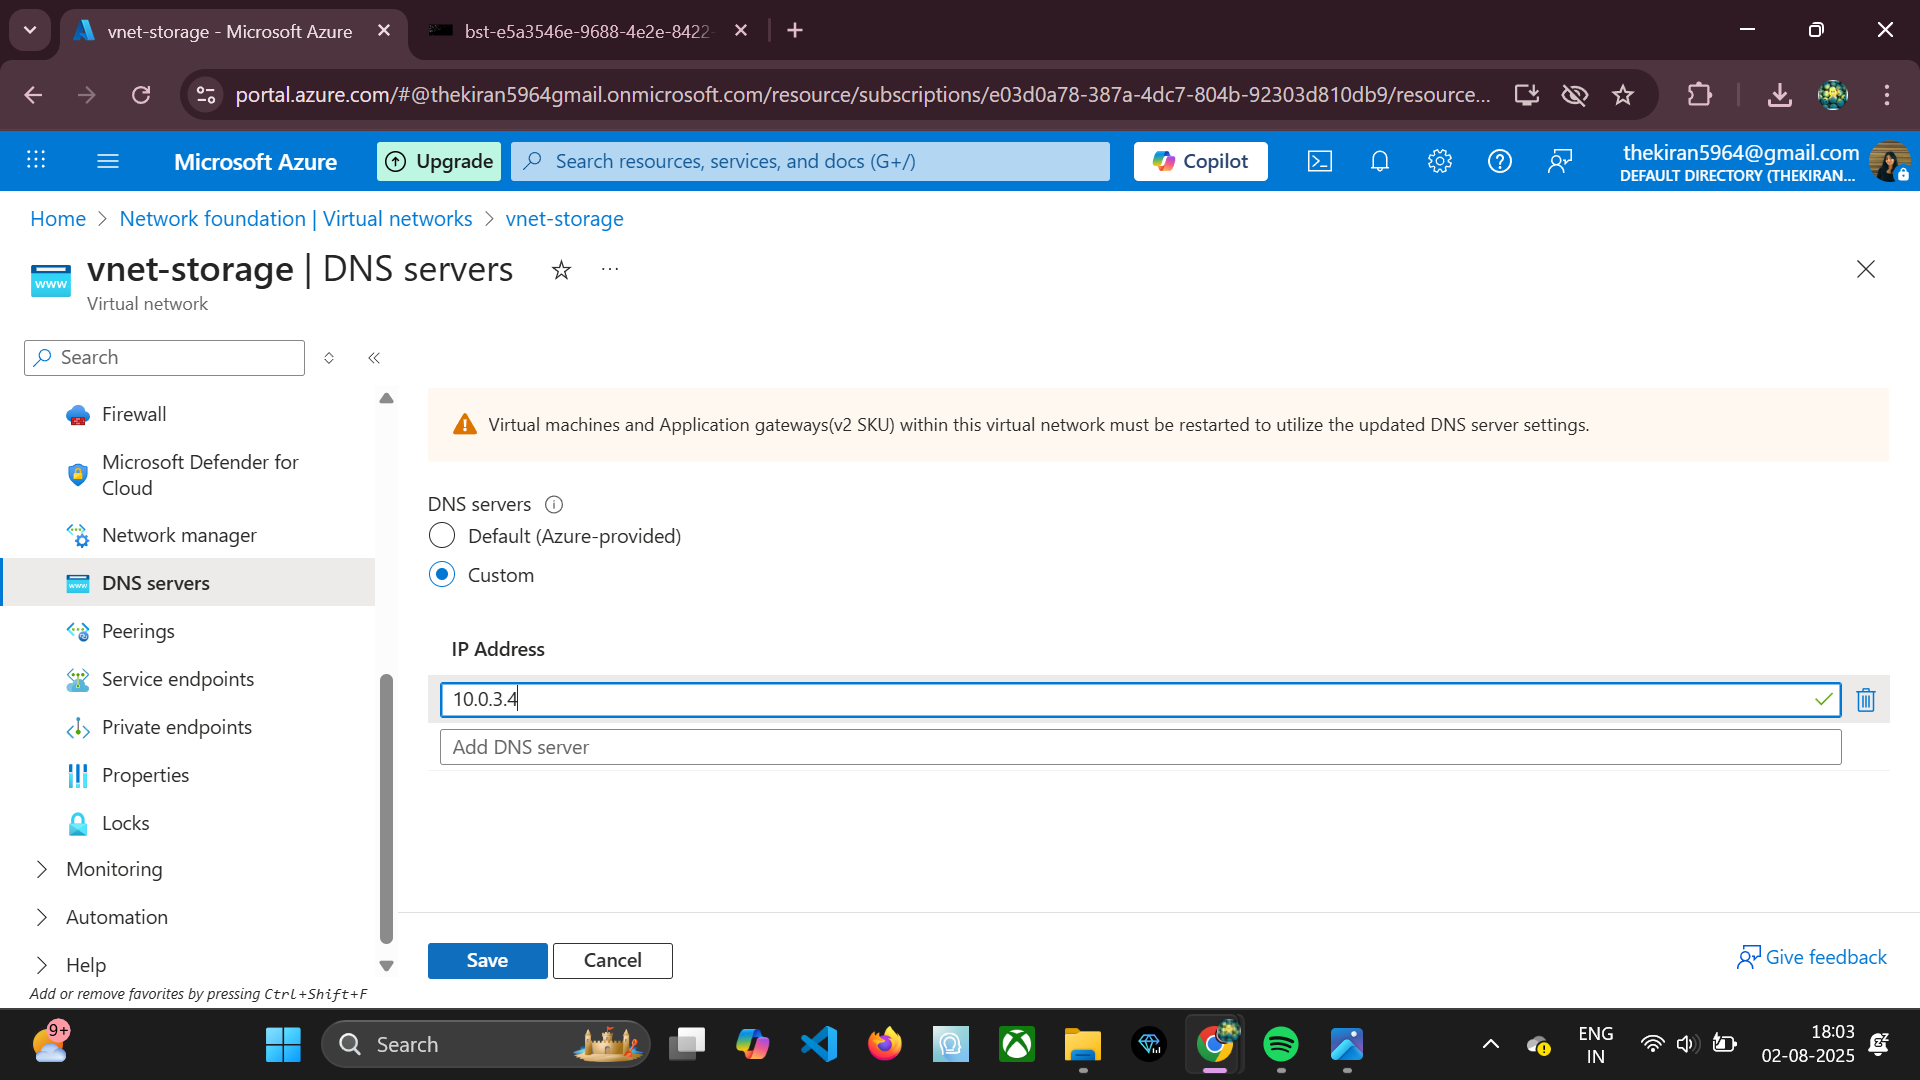 vnet-storage - Microsoft Azure
bst-e5a3546e-9688-4e2e-8422-
portal.azure.com/#@thekiran5964gmail.onmicrosoft.com/resource/subscriptions/e03d0a78-387a-4dc7-804b-92303d810db9/resource...
Microsoft Azure
Upgrade
Search resources, services, and docs (G+/)
Copilot
thekiran5964@gmail.com
DEFAULT DIRECTORY (THEKIRAN...
Home > Network foundation | Virtual networks > vnet-storage
www
vnet-storage | DNS servers
Virtual network
Search
Firewall
Microsoft Defender for
Cloud
Network manager
DNS servers
Peerings
Service endpoints
Private endpoints
Properties
Locks
Monitoring
Automation
Help
Add or remove favorites by pressing Ctrl+Shift+F
Virtual machines and Application gateways(v2 SKU) within this virtual network must be restarted to utilize the updated DNS server settings.
DNS servers
Default (Azure-provided)
Custom
IP Address
10.0.3.4
Add DNS server
Save
Cancel
Give feedback
9+
Search
ENG
IN
18:03
02-08-2025